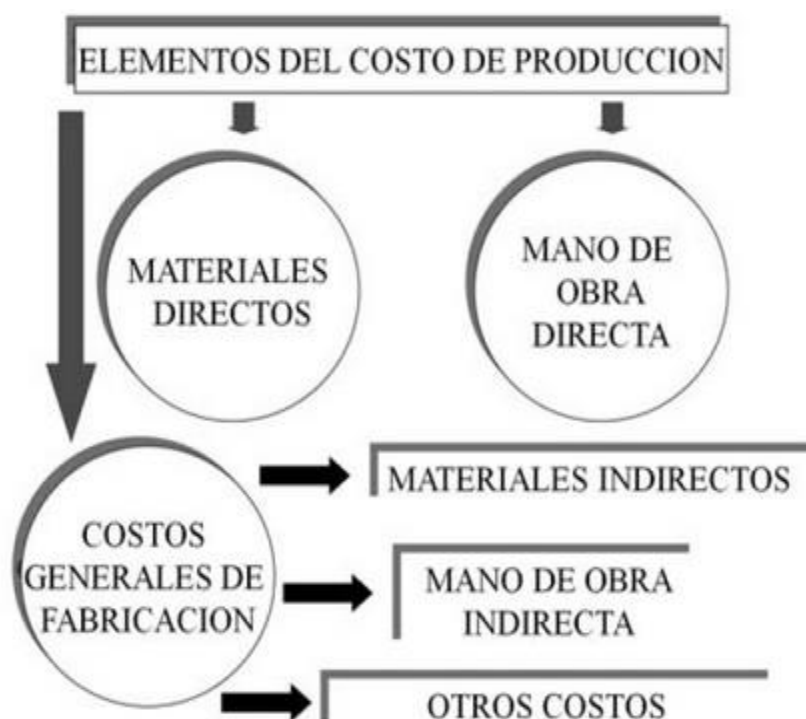 ELEMENTOS DEL COSTO DE PRODUCCION
MATERIALES
DIRECTOS
MANO DE
OBRA
DIRECTA
COSTOS
GENERALES DE
FABRICACION
MATERIALES INDIRECTOS
MANO DE OBRA
INDIRECTA
OTROS COSTOS